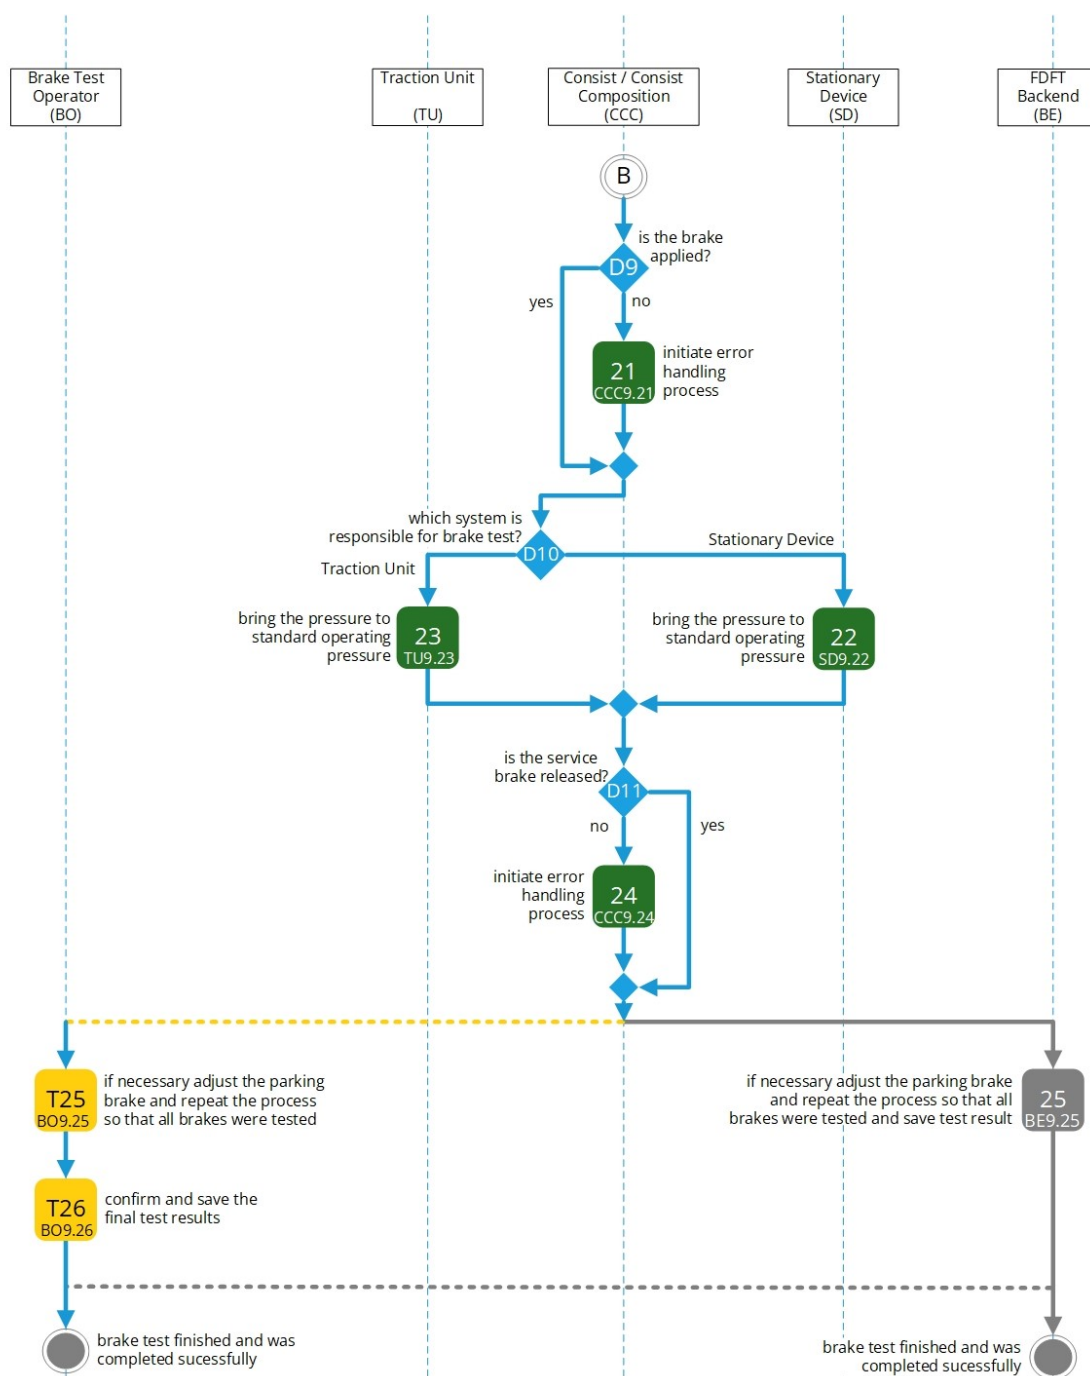 Brake Test
Operator
(BO)
Traction Unit
(TU)
Consist / Consist
Composition
(CCC)
Stationary
Device
(SD)
FDFT
Backend
(BE)
B
is the brake
applied?
D9
yes
no
21
CCC9.21
initiate error
handling
process
which system is
responsible for brake test?
D10
Traction Unit
Stationary Device
bring the pressure to
standard operating
pressure
23
TU9.23
bring the pressure to
standard operating
pressure
22
SD9.22
is the service
brake released?
D11
no
yes
initiate error
handling
process
24
CCC9.24
T25
BO9.25
if necessary adjust the parking
brake and repeat the process
so that all brakes were tested
if necessary adjust the parking brake
and repeat the process so that all
brakes were tested and save test result
25
BE9.25
T26
BO9.26
confirm and save the
final test results
brake test finished and was
completed sucessfully
brake test finished and was
completed sucessfully